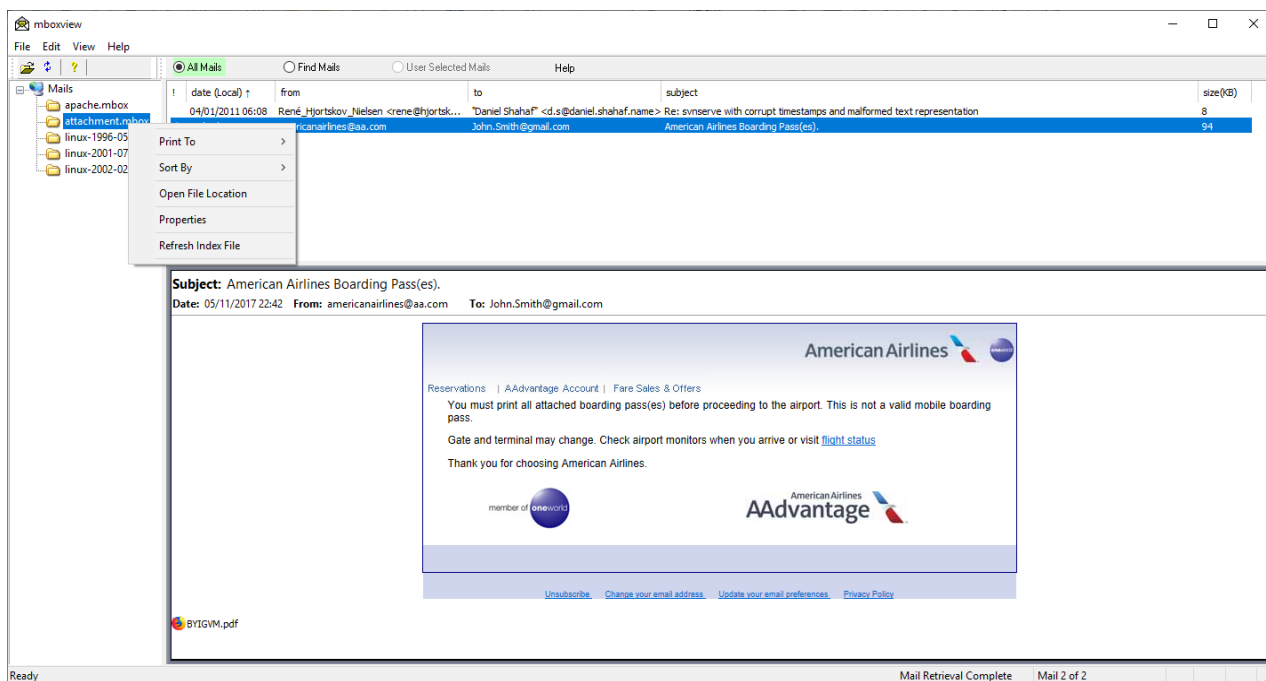 mboxview
File Edit View Help
All Mails Find Mails User Selected Mails Help
Mails
apache.mbox
attachment.mbox
linux-1996-05
linux-2001-07
linux-2002-02
! date (Local) ↑ from to subject size(KB)
04/01/2011 06:08 René_Hjortskov_Nielsen <rene@hjortsk... "Daniel Shahaf" <d.s@daniel.shahaf.name> Re: svnserve with corrupt timestamps and malformed text representation 8
ricanairlines@aa.com John.Smith@gmail.com American Airlines Boarding Pass(es). 94
Print To >
Sort By >
Open File Location
Properties
Refresh Index File
Subject: American Airlines Boarding Pass(es).
Date: 05/11/2017 22:42 From: americanairlines@aa.com To: John.Smith@gmail.com
American Airlines oneworld
Reservations | AAdvantage Account | Fare Sales & Offers
You must print all attached boarding pass(es) before proceeding to the airport. This is not a valid mobile boarding
pass.
Gate and terminal may change. Check airport monitors when you arrive or visit flight status
Thank you for choosing American Airlines.
member of oneworld
American Airlines
AAdvantage
Unsubscribe Change your email address Update your email preferences Privacy Policy
BYIGVM.pdf
Ready Mail Retrieval Complete Mail 2 of 2